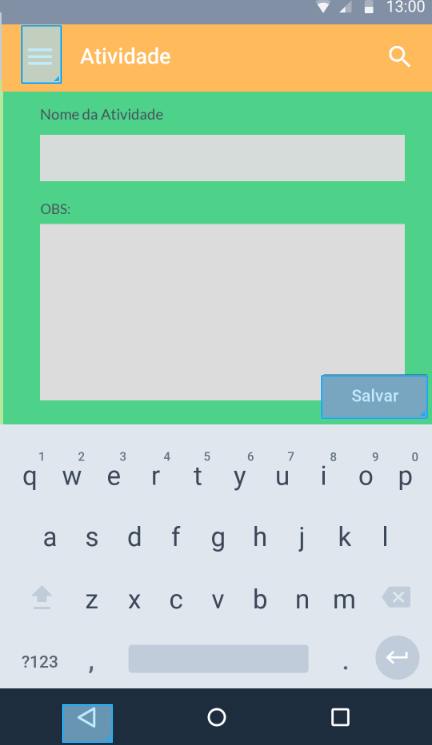 13:00
Atividade
Nome da Atividade
OBS:
Salvar
1 2 3 4 5 6 7 8 9 0
q w e r t y u i o p
a s d f g h j k l
z x c v b n m
?123 , .